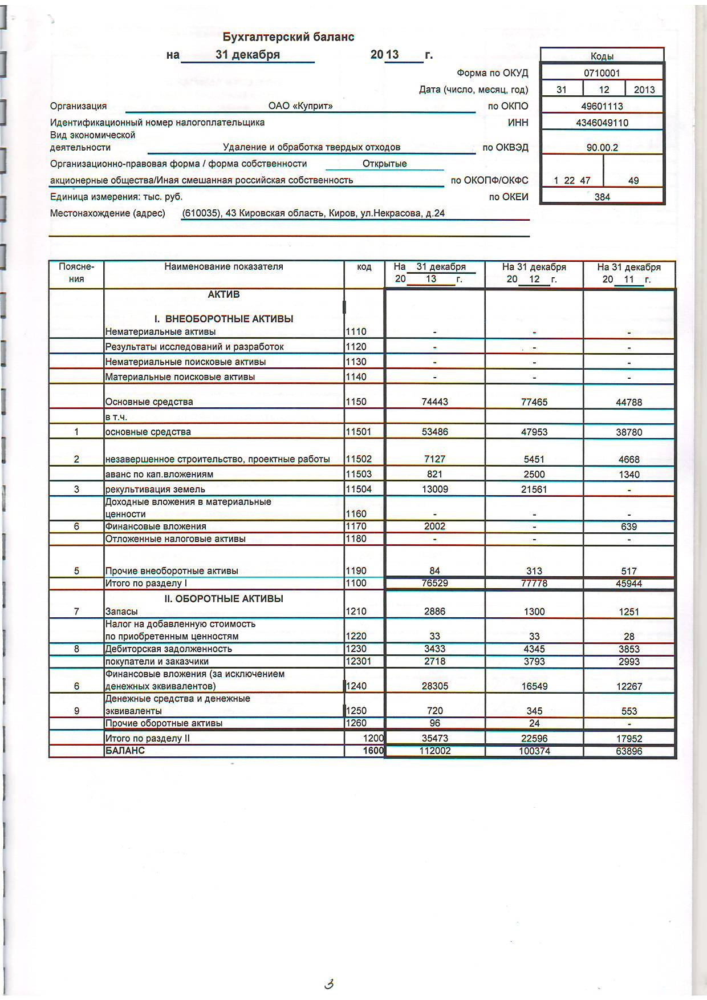 Бухгалтерский баланс
на 31 декабря 20 13 г.
Коды
Форма по ОКУД 0710001
Дата (число, месяц, год) 31 12 2013
Организация ОАО «Куприт» по ОКПО 49601113
Идентификационный номер налогоплательщика ИНН 4346049110
Вид экономической
деятельности Удаление и обработка твердых отходов по ОКВЭД 90.00.2
Организационно-правовая форма / форма собственности Открытые
акционерные общества/Иная смешанная российская собственность по ОКОПФ/ОКФС 1 22 47 49
Единица измерения: тыс. руб. по ОКЕИ 384
Местонахождение (адрес) (610035), 43 Кировская область, Киров, ул.Некрасова, д.24
Поясне- Наименование показателя код На 31 декабря На 31 декабря На 31 декабря
ния 20 13 г. 20 12 г. 20 11 г.
АКТИВ
I. ВНЕОБОРОТНЫЕ АКТИВЫ
Нематериальные активы 1110 - - -
Результаты исследований и разработок 1120 - - -
Нематериальные поисковые активы 1130 - - -
Материальные поисковые активы 1140 - - -
Основные средства 1150 74443 77465 44788
в т.ч.
1 основные средства 11501 53486 47953 38780
2 незавершенное строительство, проектные работы 11502 7127 5451 4668
аванс по кап.вложениям 11503 821 2500 1340
3 рекультивация земель 11504 13009 21561 -
Доходные вложения в материальные
ценности 1160 - - -
6 Финансовые вложения 1170 2002 - 639
Отложенные налоговые активы 1180 - - -
5 Прочие внеоборотные активы 1190 84 313 517
Итого по разделу I 1100 76529 77778 45944
II. ОБОРОТНЫЕ АКТИВЫ
7 Запасы 1210 2886 1300 1251
Налог на добавленную стоимость
по приобретенным ценностям 1220 33 33 28
8 Дебиторская задолженность 1230 3433 4345 3853
покупатели и заказчики 12301 2718 3793 2993
Финансовые вложения (за исключением
6 денежных эквивалентов) 1240 28305 16549 12267
Денежные средства и денежные
9 эквиваленты 1250 720 345 553
Прочие оборотные активы 1260 96 24 -
Итого по разделу II 1200 35473 22596 17952
БАЛАНС 1600 112002 100374 63896
3